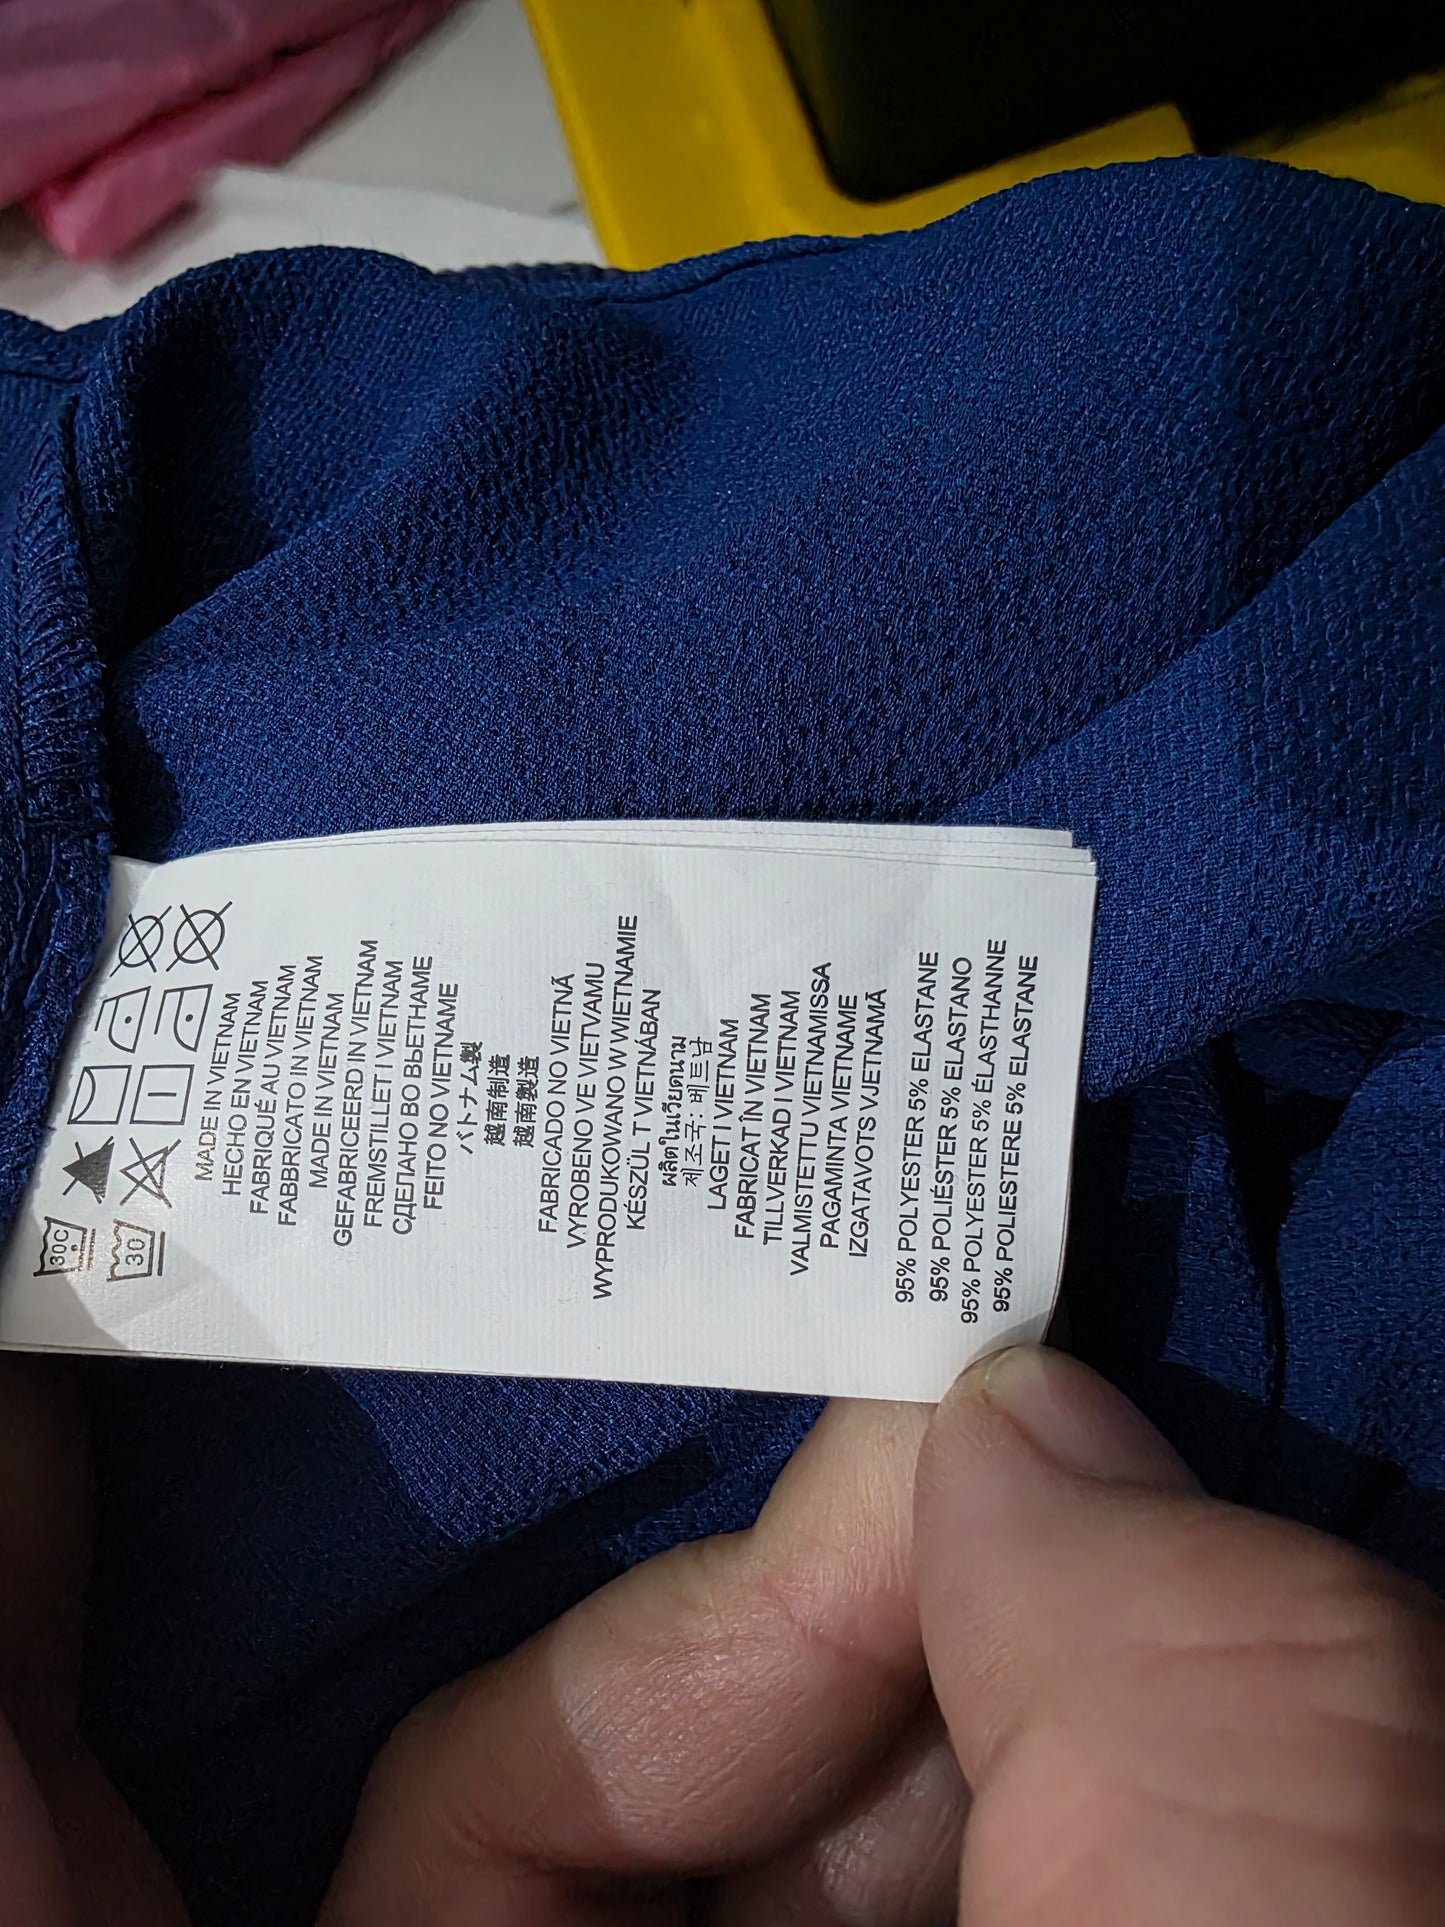 30C
30
MADE IN VIETNAM
HECHO EN VIETNAM
FABRIQUÉ AU VIETNAM
FABBRICATO IN VIETNAM
MADE IN VIETNAM
GEFABRICEERD IN VIETNAM
FREMSTILLET I VIETNAM
СДЕЛАНО ВО ВЬЕТНАМЕ
FEITO NO VIETNAME
バトナム製
越南制造
越南製造
FABRICADO NO VIETNÃ
VYROBENO VE VIETVAMU
WYPRODUKOWANO W WIETNAMIE
KÉSZÜL T VIETNÁBAN
ผลิตในเวียดนาม
제조국: 베트남
LAGET I VIETNAM
FABRICAT ÎN VIETNAM
TILLVERKAD I VIETNAM
VALMISTETTU VIETNAMISSA
PAGAMINTA VIETNAME
IZGATAVOTS VJETNAMĀ
95% POLYESTER 5% ELASTANE
95% POLIÉSTER 5% ELASTANO
95% POLYESTER 5% ÉLASTHANNE
95% POLIESTERE 5% ELASTANE